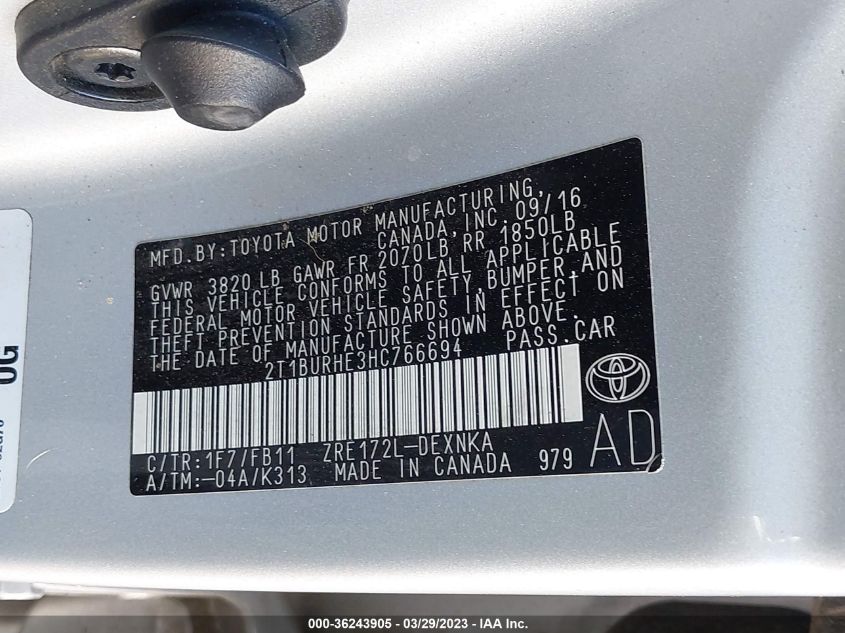 MFD.BY:TOYOTA MOTOR MANUFACTURING,
CANADA,INC. 09/16
GVWR 3820 LB GAWR FR 2070LB RR 1850LB
THIS VEHICLE CONFORMS TO ALL APPLICABLE
FEDERAL MOTOR VEHICLE SAFETY,BUMPER,AND
THEFT PREVENTION STANDARDS IN EFFECT ON
THE DATE OF MANUFACTURE SHOWN ABOVE.
2T1BURHE3HC766694 PASS.CAR
C/TR:1F7/FB11 ZRE172L-DEXNKA
A/TM:-04A/K313 MADE IN CANADA 979
AD
OG
000-36243905 — 03/29/2023 — IAA Inc.